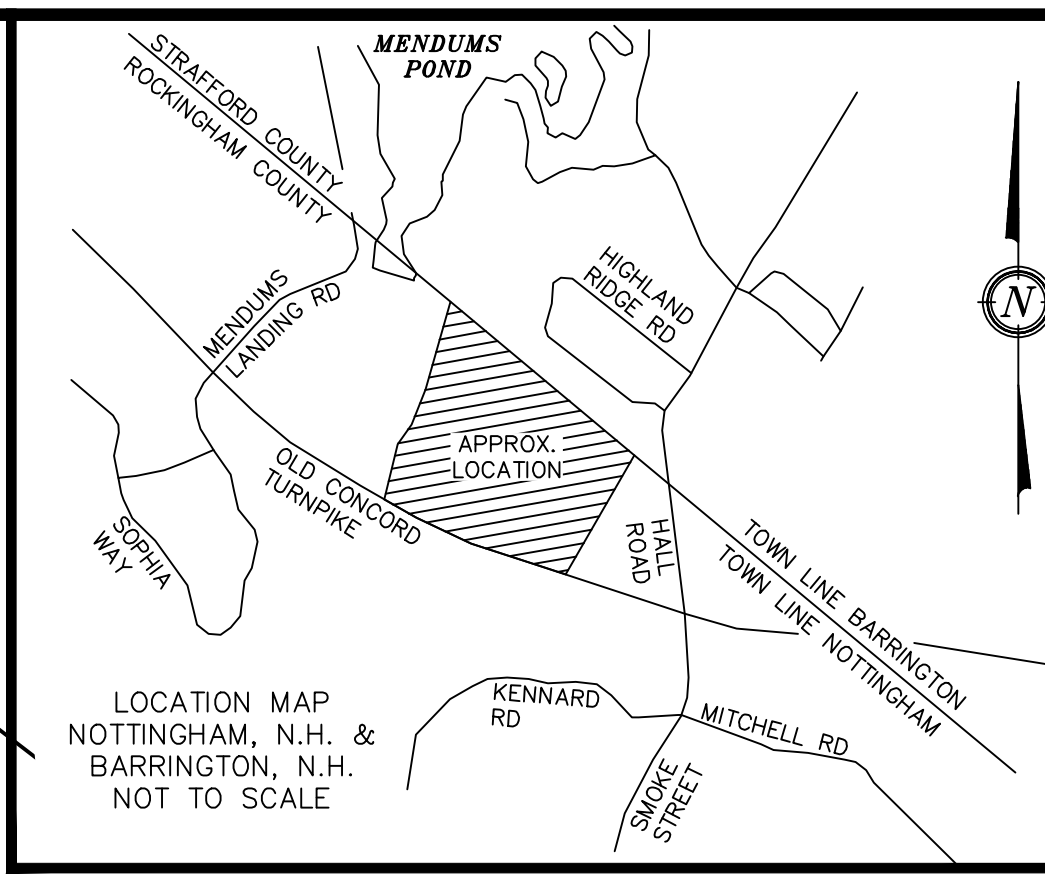 MENDUMS
POND
STRAFFORD COUNTY
ROCKINGHAM COUNTY
HIGHLAND
RIDGE RD
MENDUMS
LANDING RD
N
APPROX.
LOCATION
OLD CONCORD
TURNPIKE
SOPHIA
WAY
HALL
ROAD
TOWN LINE BARRINGTON
TOWN LINE NOTTINGHAM
KENNARD
RD
MITCHELL RD
SMOKE
STREET
LOCATION MAP
NOTTINGHAM, N.H. &
BARRINGTON, N.H.
NOT TO SCALE